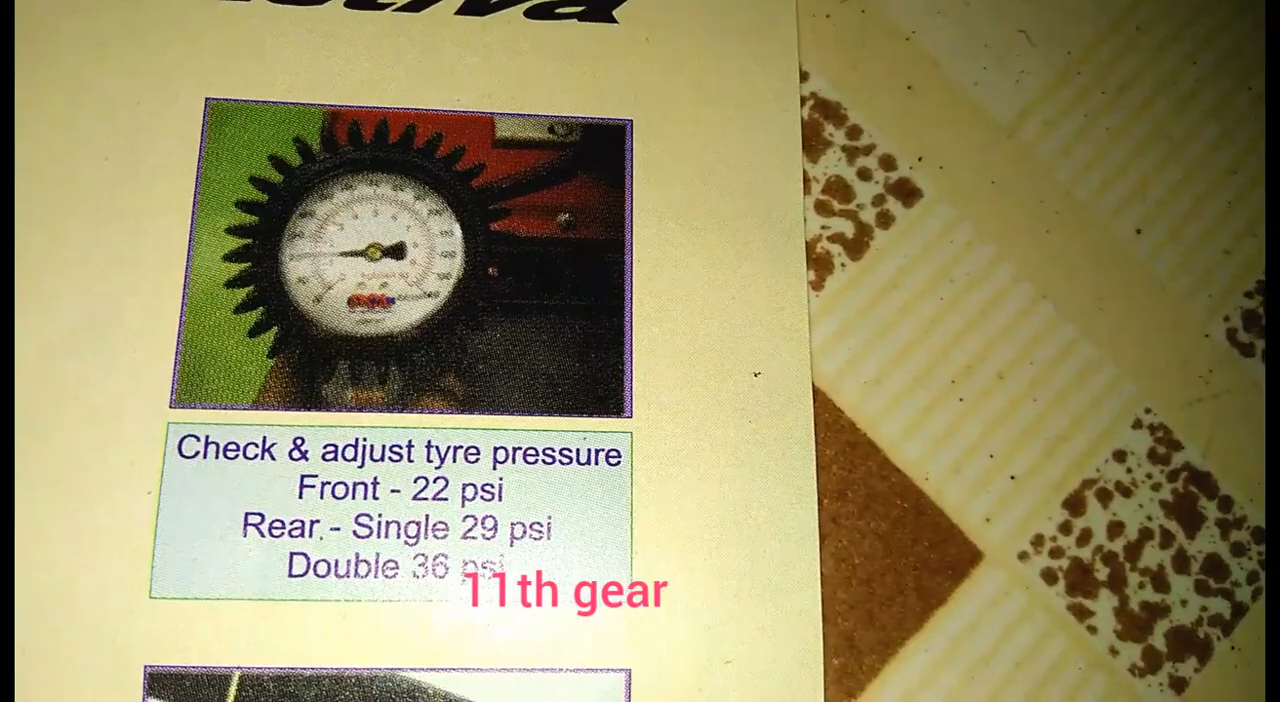 Check & adjust tyre pressure
Front - 22 psi
Rear.- Single 29 psi
Double 36 psi
11th gear